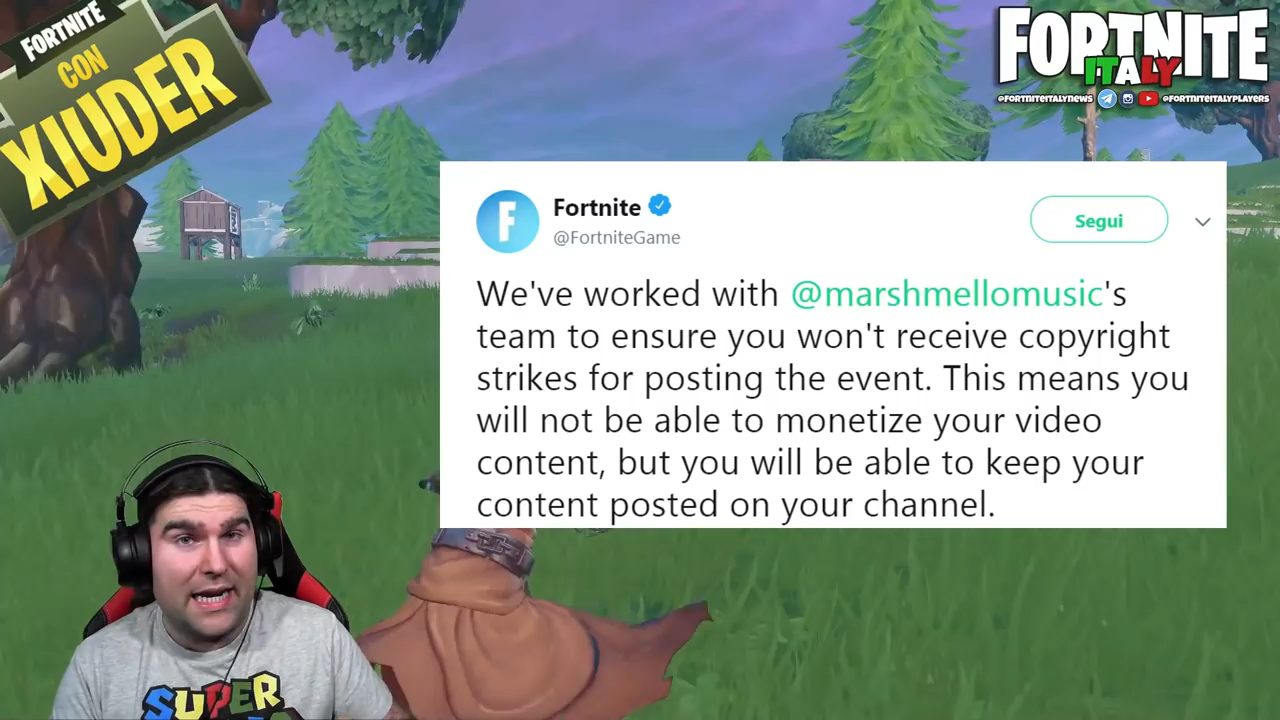 FORTNITE
CON
XIUDER
FORTNITE
ITALY
@FORTNITEITALYNEWS @FORTNITEITALYPLAYERS
Fortnite
@FortniteGame
Segui
We've worked with @marshmellomusic's
team to ensure you won't receive copyright
strikes for posting the event. This means you
will not be able to monetize your video
content, but you will be able to keep your
content posted on your channel.
SUPER